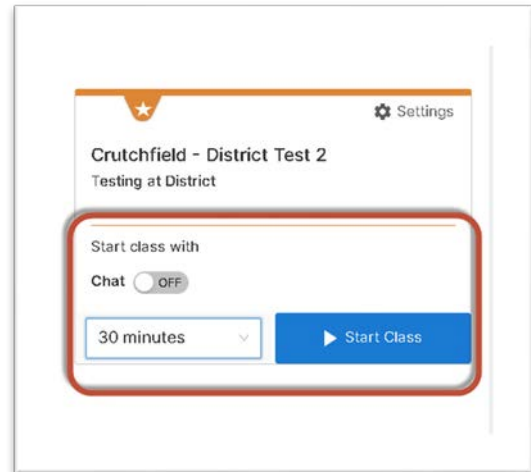 Settings
Crutchfield - District Test 2
Testing at District
Start class with
Chat OFF
30 minutes Start Class